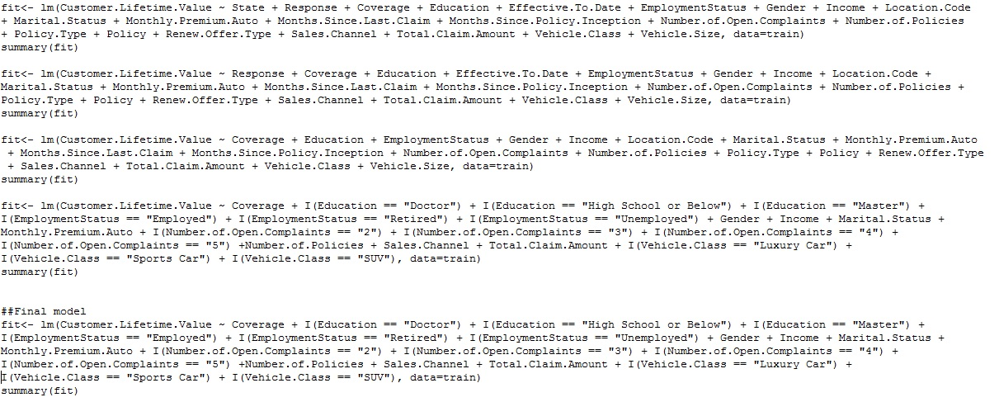 fit<- lm(Customer.Lifetime.Value ~ State + Response + Coverage + Education + Effective.To.Date + EmploymentStatus + Gender + Income + Location.Code
+ Marital.Status + Monthly.Premium.Auto + Months.Since.Last.Claim + Months.Since.Policy.Inception + Number.of.Open.Complaints + Number.of.Policies
+ Policy.Type + Policy + Renew.Offer.Type + Sales.Channel + Total.Claim.Amount + Vehicle.Class + Vehicle.Size, data=train)
summary(fit)
fit<- lm(Customer.Lifetime.Value ~ Response + Coverage + Education + Effective.To.Date + EmploymentStatus + Gender + Income + Location.Code +
Marital.Status + Monthly.Premium.Auto + Months.Since.Last.Claim + Months.Since.Policy.Inception + Number.of.Open.Complaints + Number.of.Policies +
Policy.Type + Policy + Renew.Offer.Type + Sales.Channel + Total.Claim.Amount + Vehicle.Class + Vehicle.Size, data=train)
summary(fit)
fit<- lm(Customer.Lifetime.Value ~ Coverage + Education + EmploymentStatus + Gender + Income + Location.Code + Marital.Status + Monthly.Premium.Auto
+ Months.Since.Last.Claim + Months.Since.Policy.Inception + Number.of.Open.Complaints + Number.of.Policies + Policy.Type + Policy + Renew.Offer.Type
+ Sales.Channel + Total.Claim.Amount + Vehicle.Class + Vehicle.Size, data=train)
summary(fit)
fit<- lm(Customer.Lifetime.Value ~ Coverage + I(Education == "Doctor") + I(Education == "High School or Below") + I(Education == "Master") +
I(EmploymentStatus == "Employed") + I(EmploymentStatus == "Retired") + I(EmploymentStatus == "Unemployed") + Gender + Income + Marital.Status +
Monthly.Premium.Auto + I(Number.of.Open.Complaints == "2") + I(Number.of.Open.Complaints == "3") + I(Number.of.Open.Complaints == "4") +
I(Number.of.Open.Complaints == "5") +Number.of.Policies + Sales.Channel + Total.Claim.Amount + I(Vehicle.Class == "Luxury Car") +
I(Vehicle.Class == "Sports Car") + I(Vehicle.Class == "SUV"), data=train)
summary(fit)
##Final model
fit<- lm(Customer.Lifetime.Value ~ Coverage + I(Education == "Doctor") + I(Education == "High School or Below") + I(Education == "Master") +
I(EmploymentStatus == "Employed") + I(EmploymentStatus == "Retired") + I(EmploymentStatus == "Unemployed") + Gender + Income + Marital.Status +
Monthly.Premium.Auto + I(Number.of.Open.Complaints == "2") + I(Number.of.Open.Complaints == "3") + I(Number.of.Open.Complaints == "4") +
I(Number.of.Open.Complaints == "5") +Number.of.Policies + Sales.Channel + Total.Claim.Amount + I(Vehicle.Class == "Luxury Car") +
I(Vehicle.Class == "Sports Car") + I(Vehicle.Class == "SUV"), data=train)
summary(fit)